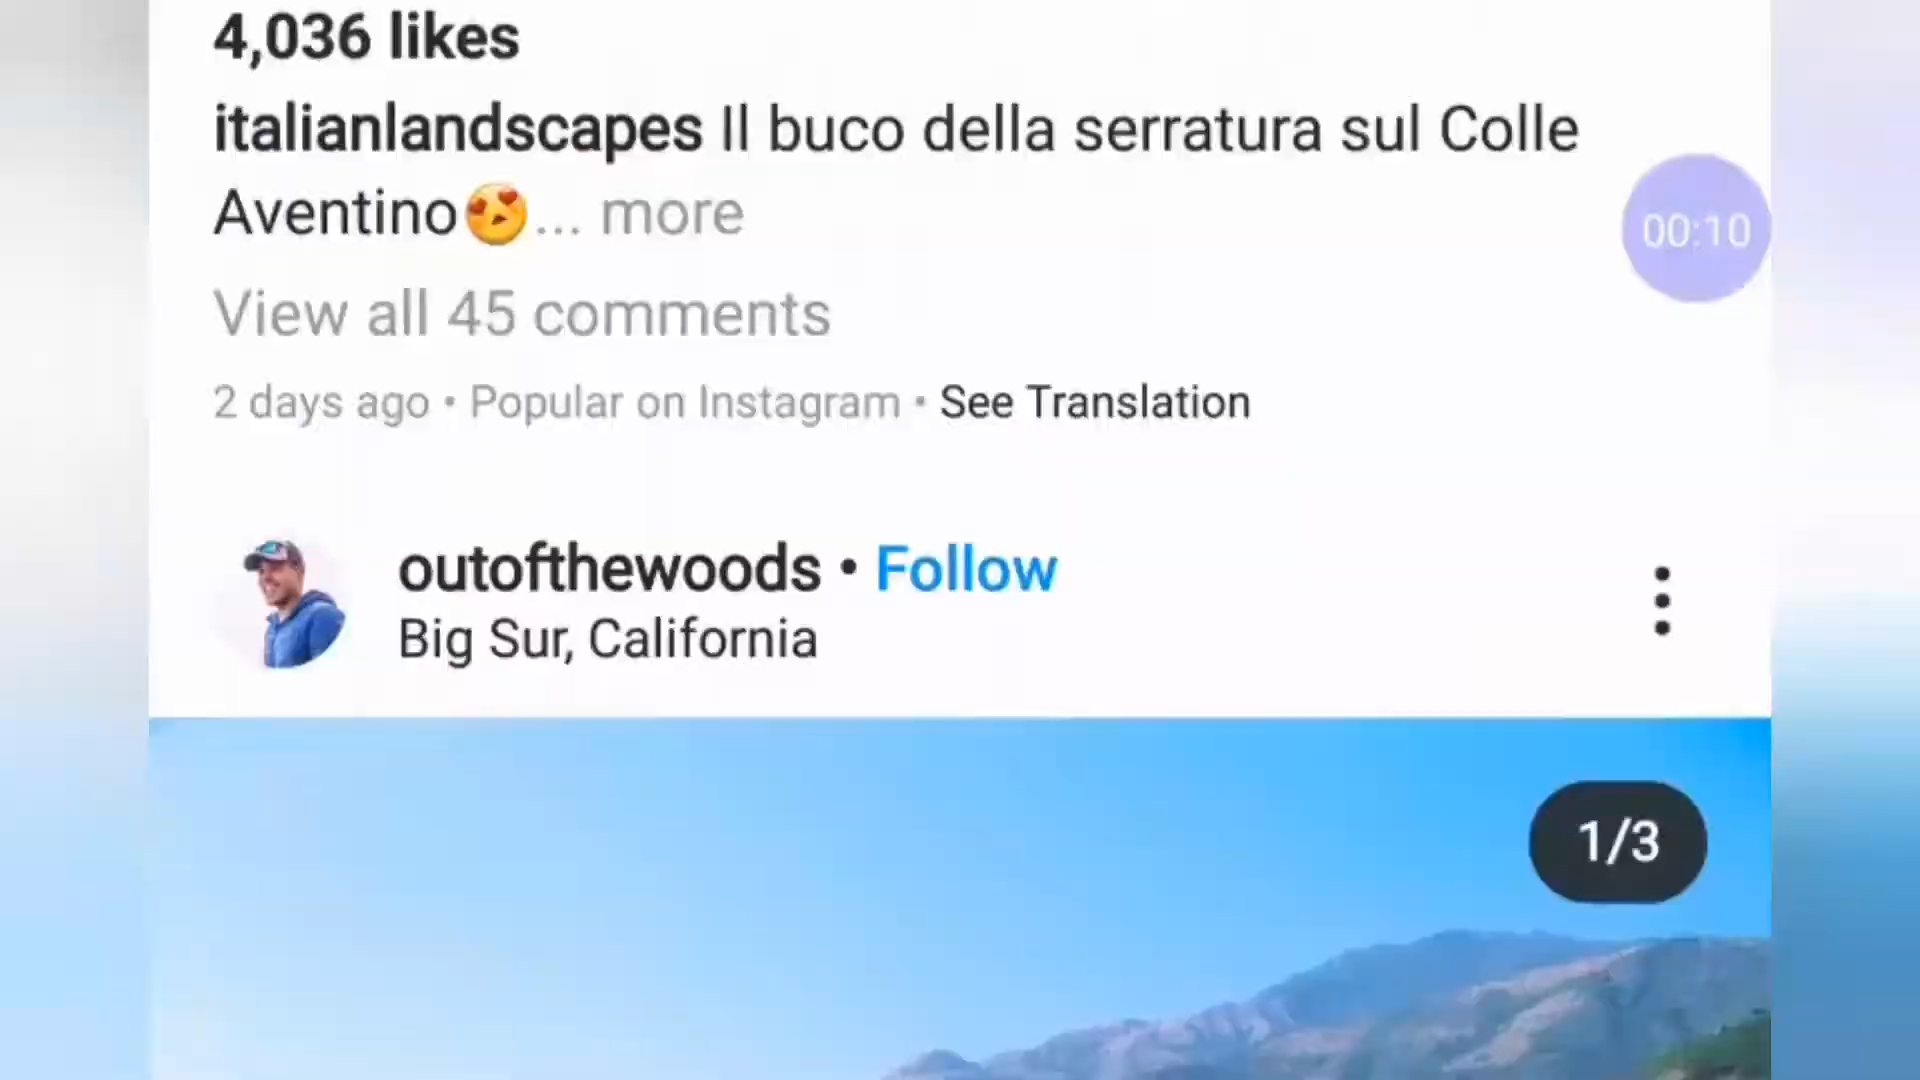 4,036 likes
italianlandscapes Il buco della serratura sul Colle
Aventino😍... more
00:10
View all 45 comments
2 days ago • Popular on Instagram • See Translation
outofthewoods • Follow
Big Sur, California
1/3